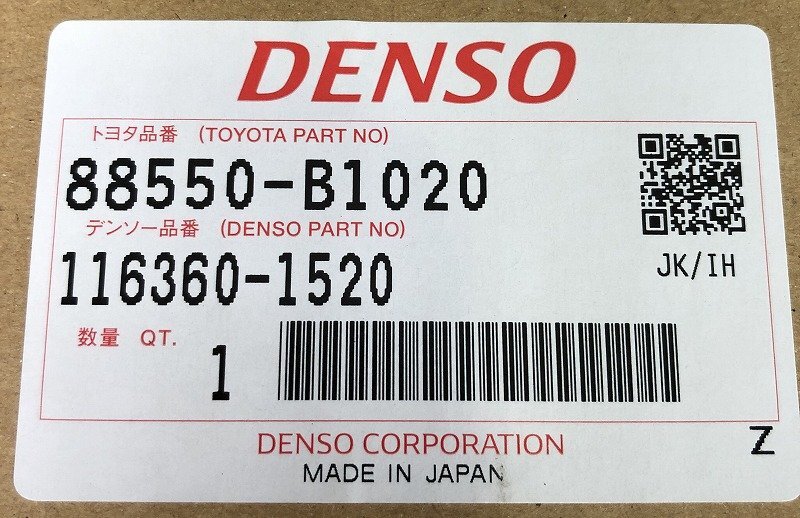 DENSO
トヨタ品番 (TOYOTA PART NO)
88550-B1020
デンソー品番 (DENSO PART NO)
116360-1520
JK/IH
数量 QT.
1
DENSO CORPORATION
Z
MADE IN JAPAN